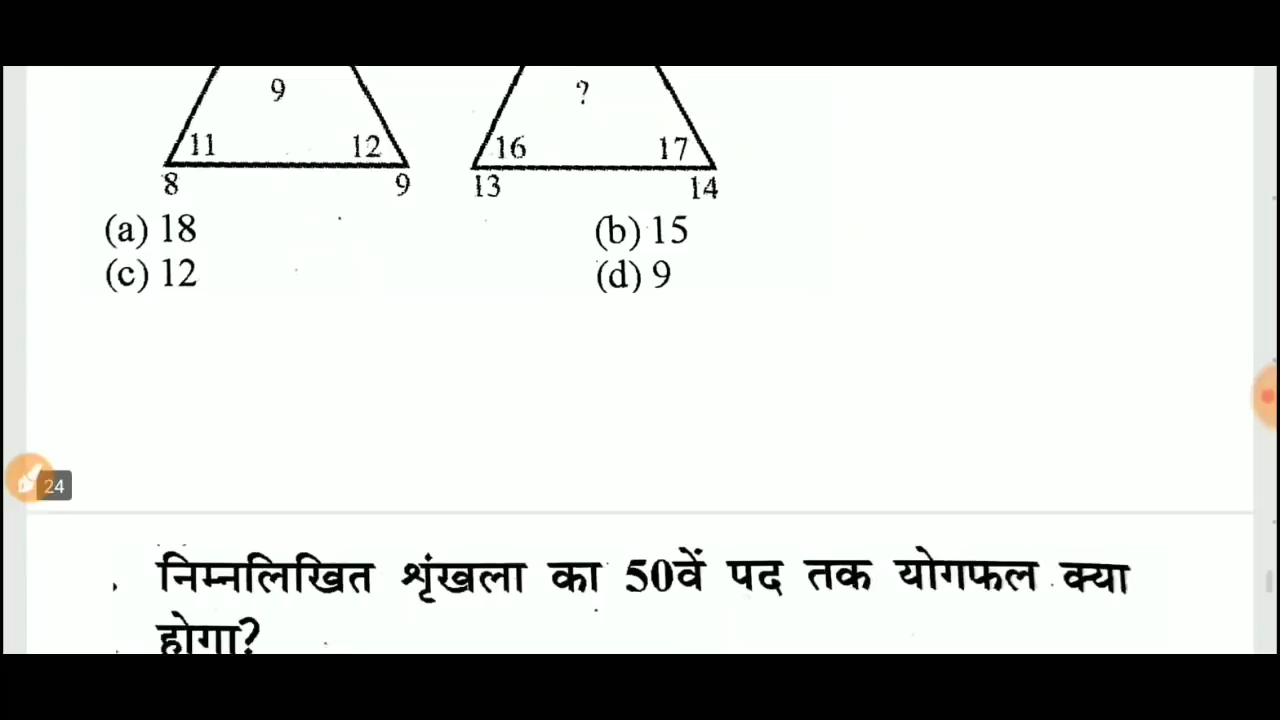 9 ?
11 12 16 17
8 9 13 14
(a) 18 (b) 15
(c) 12 (d) 9
24
निम्नलिखित शृंखला का 50वें पद तक योगफल क्या
होगा?